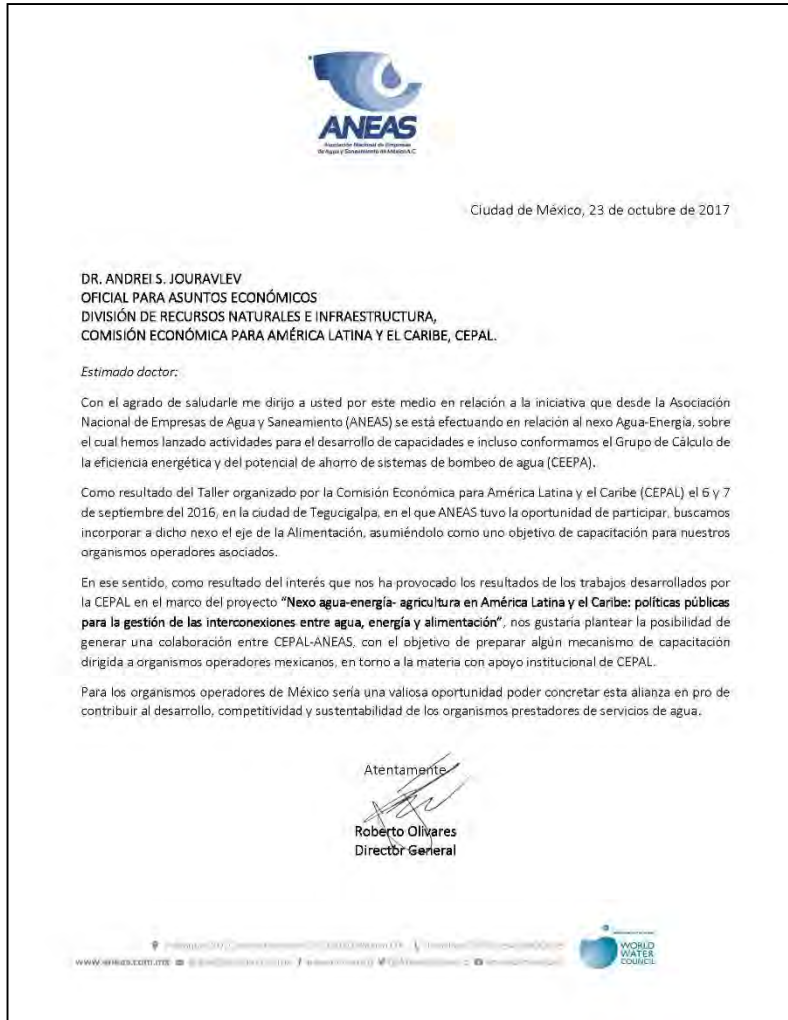 ANEAS
Asociación Nacional de Empresas
de Agua y Saneamiento de México A.C.
Ciudad de México, 23 de octubre de 2017
DR. ANDREI S. JOURAVLEV
OFICIAL PARA ASUNTOS ECONÓMICOS
DIVISIÓN DE RECURSOS NATURALES E INFRAESTRUCTURA,
COMISIÓN ECONÓMICA PARA AMÉRICA LATINA Y EL CARIBE, CEPAL.
Estimado doctor:
Con el agrado de saludarle me dirijo a usted por este medio en relación a la iniciativa que desde la Asociación
Nacional de Empresas de Agua y Saneamiento (ANEAS) se está efectuando en relación al nexo Agua-Energía, sobre
el cual hemos lanzado actividades para el desarrollo de capacidades e incluso conformamos el Grupo de Cálculo de
la eficiencia energética y del potencial de ahorro de sistemas de bombeo de agua (CEEPA).
Como resultado del Taller organizado por la Comisión Económica para América Latina y el Caribe (CEPAL) el 6 y 7
de septiembre del 2016, en la ciudad de Tegucigalpa, en el que ANEAS tuvo la oportunidad de participar, buscamos
incorporar a dicho nexo el eje de la Alimentación, asumiéndolo como uno objetivo de capacitación para nuestros
organismos operadores asociados.
En ese sentido, como resultado del interés que nos ha provocado los resultados de los trabajos desarrollados por
la CEPAL en el marco del proyecto “Nexo agua-energía- agricultura en América Latina y el Caribe: políticas públicas
para la gestión de las interconexiones entre agua, energía y alimentación”, nos gustaría plantear la posibilidad de
generar una colaboración entre CEPAL-ANEAS, con el objetivo de preparar algún mecanismo de capacitación
dirigida a organismos operadores mexicanos, en torno a la materia con apoyo institucional de CEPAL.
Para los organismos operadores de México sería una valiosa oportunidad poder concretar esta alianza en pro de
contribuir al desarrollo, competitividad y sustentabilidad de los organismos prestadores de servicios de agua.
Atentamente
Roberto Olivares
Director General
www.aneas.com.mx
WORLD
WATER
COUNCIL